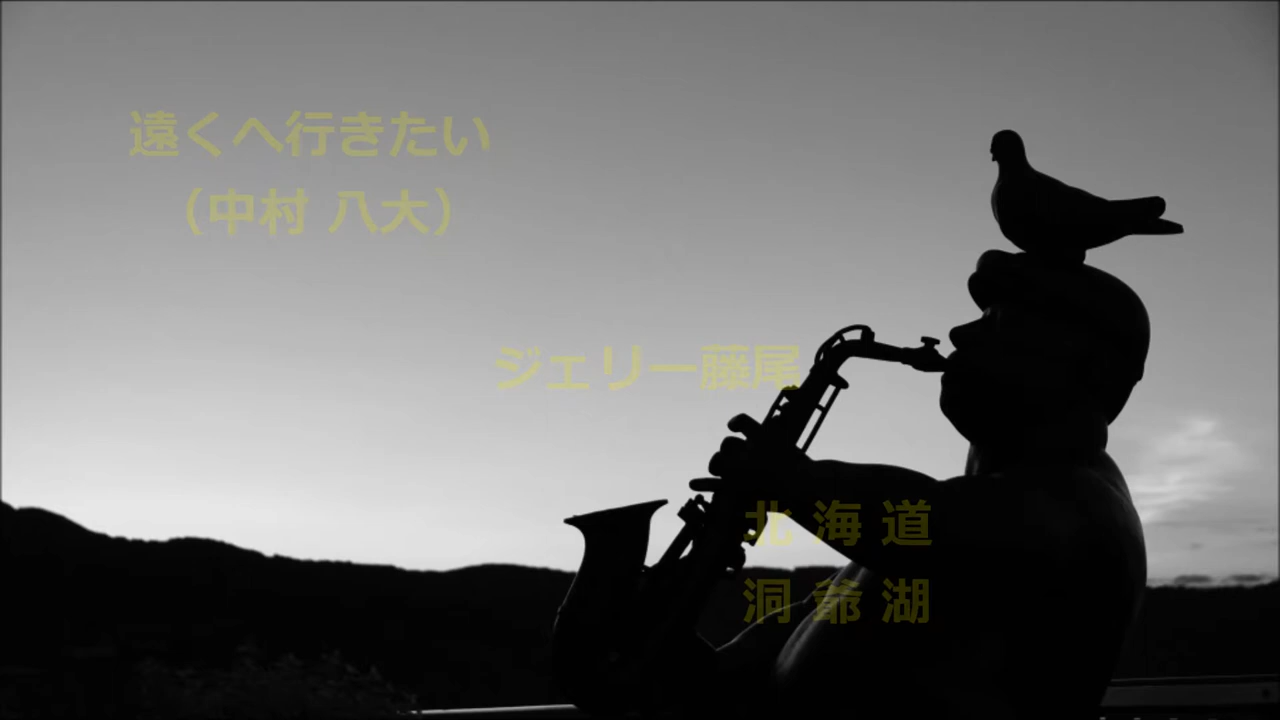 遠くへ行きたい
（中村 八大）
ジェリー藤尾
北 海 道
洞 爺 湖